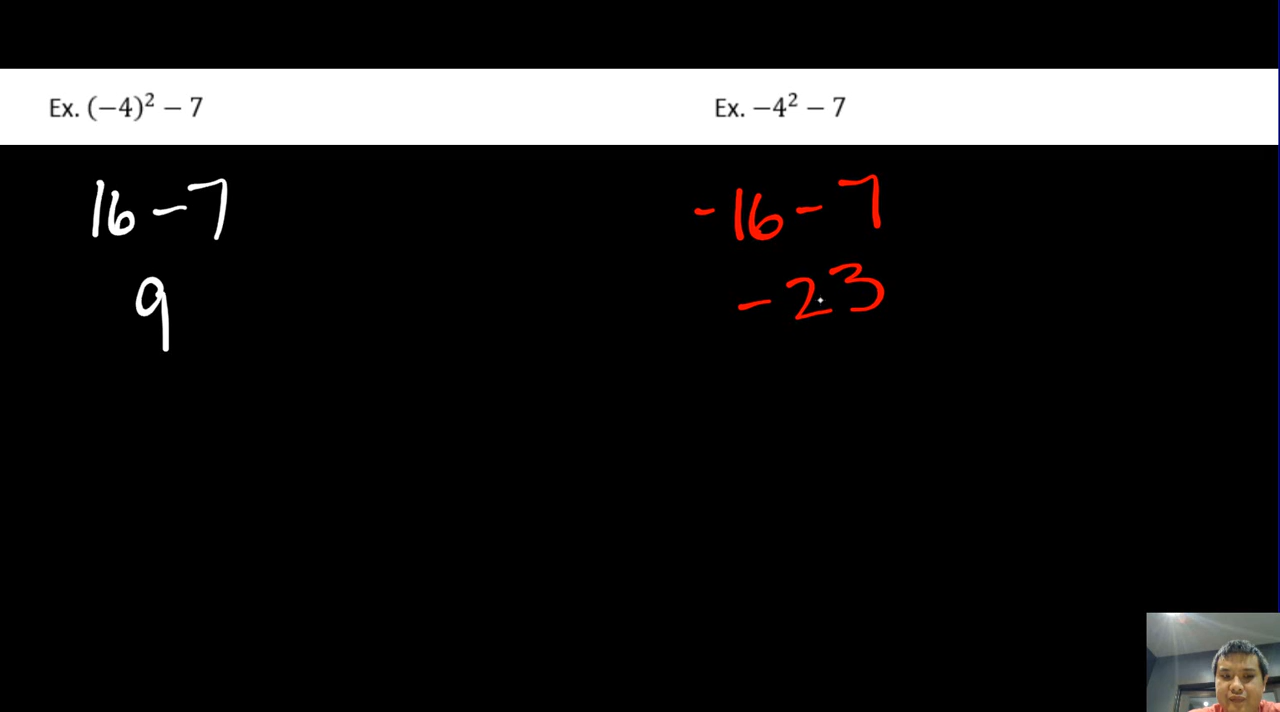 Ex. (−4)² − 7
16 - 7
9
Ex. −4² − 7
-16 - 7
-23